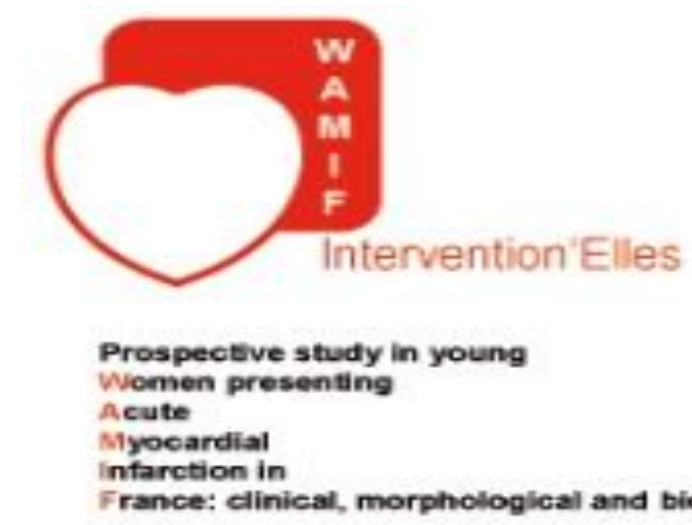 W
A
M
I
F
Intervention'Elles
Prospective study in young
Women presenting
Acute
Myocardial
Infarction in
France: clinical, morphological and